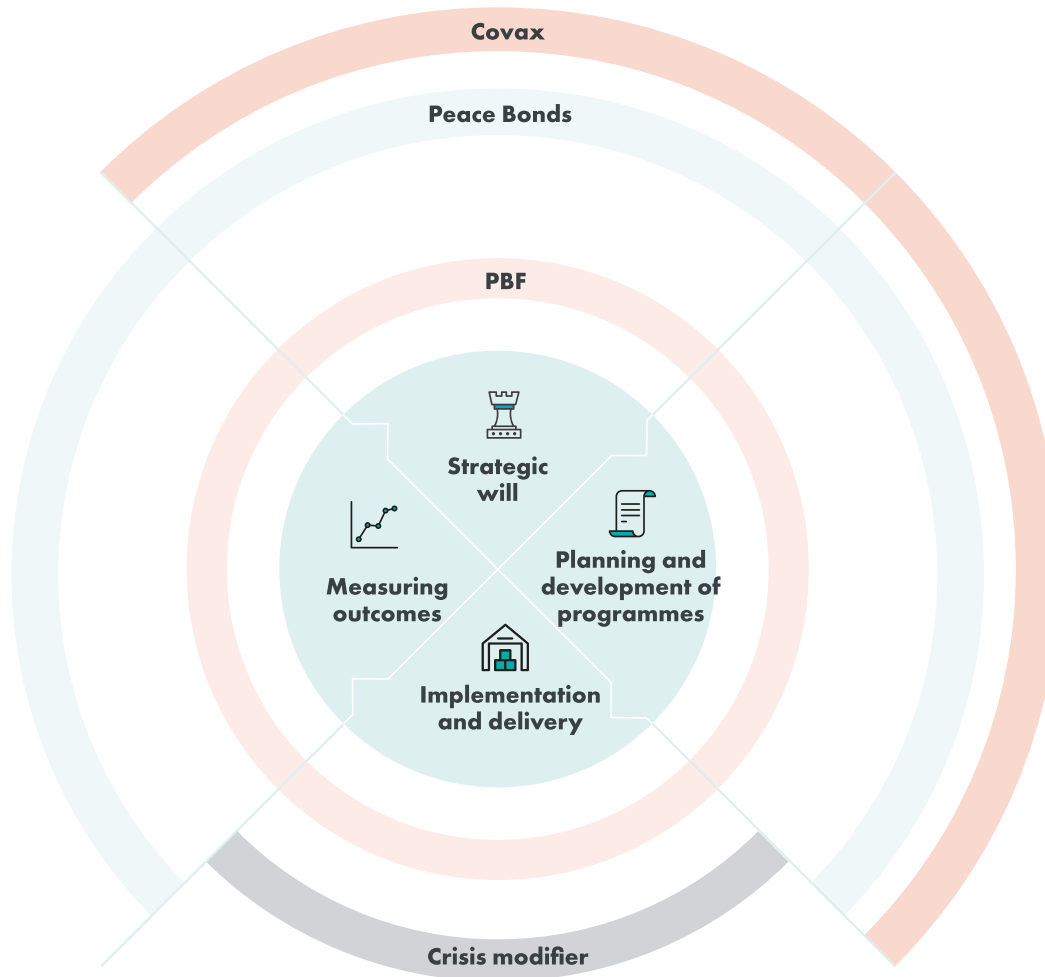 Covax
Peace Bonds
PBF
Strategic
will
Measuring
outcomes
Planning and
development of
programmes
Implementation
and delivery
Crisis modifier